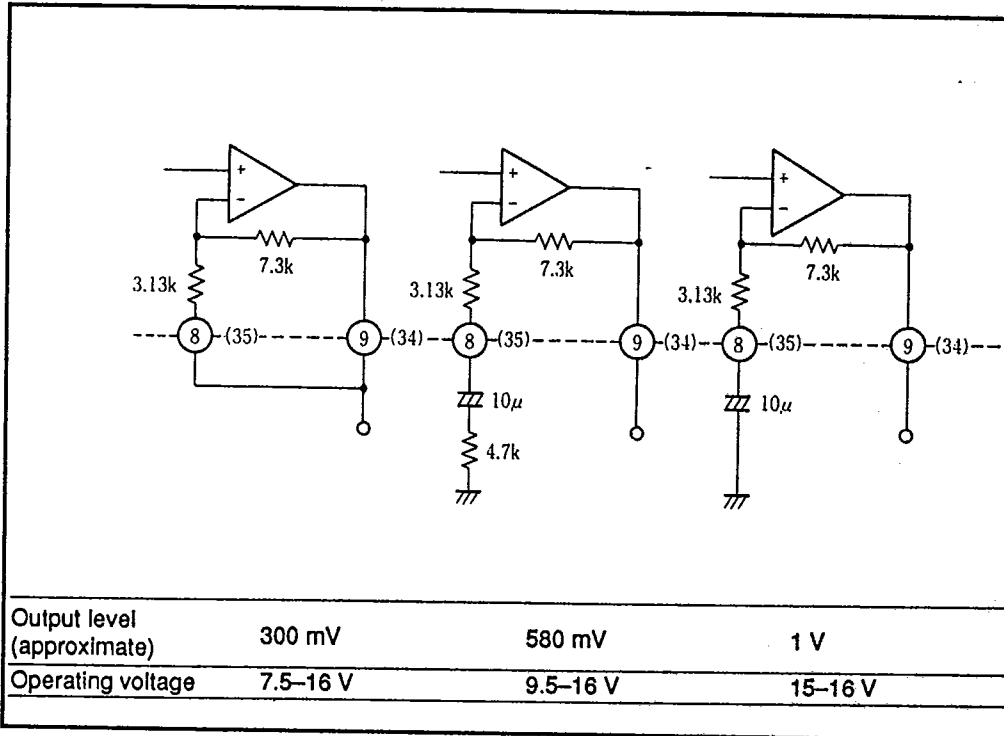 + + +
− − −
7.3k 7.3k 7.3k
3.13k 3.13k 3.13k
8 (35) 9 (34) 8 (35) 9 (34) 8 (35) 9 (34)
10μ 10μ
4.7k
Output level
(approximate) 300 mV 580 mV 1 V
Operating voltage 7.5–16 V 9.5–16 V 15–16 V